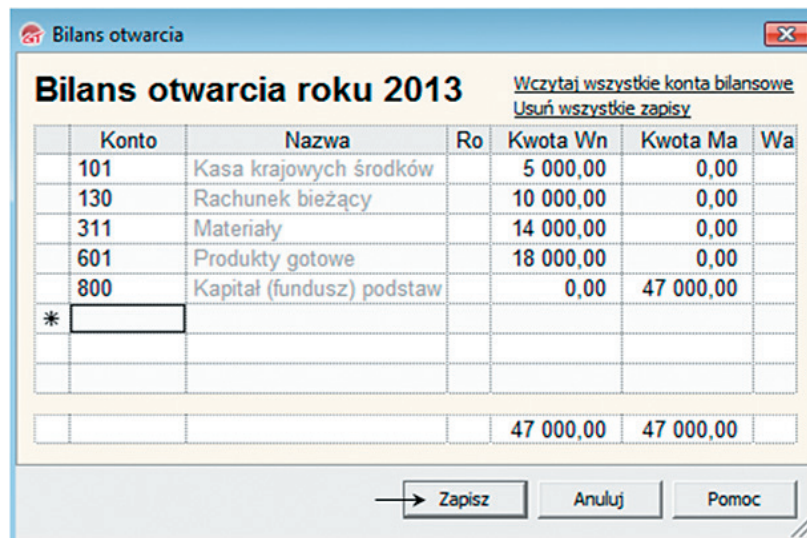 Bilans otwarcia
Bilans otwarcia roku 2013
Wczytaj wszystkie konta bilansowe
Usuń wszystkie zapisy
Konto Nazwa Ro Kwota Wn Kwota Ma Wa
101 Kasa krajowych środków 5 000,00 0,00
130 Rachunek bieżący 10 000,00 0,00
311 Materiały 14 000,00 0,00
601 Produkty gotowe 18 000,00 0,00
800 Kapitał (fundusz) podstaw 0,00 47 000,00
*
47 000,00 47 000,00
Zapisz Anuluj Pomoc